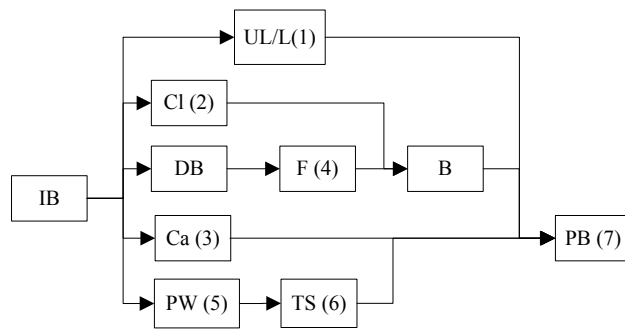 UL/L(1)
Cl (2)
DB
F (4)
B
IB
Ca (3)
PB (7)
PW (5)
TS (6)